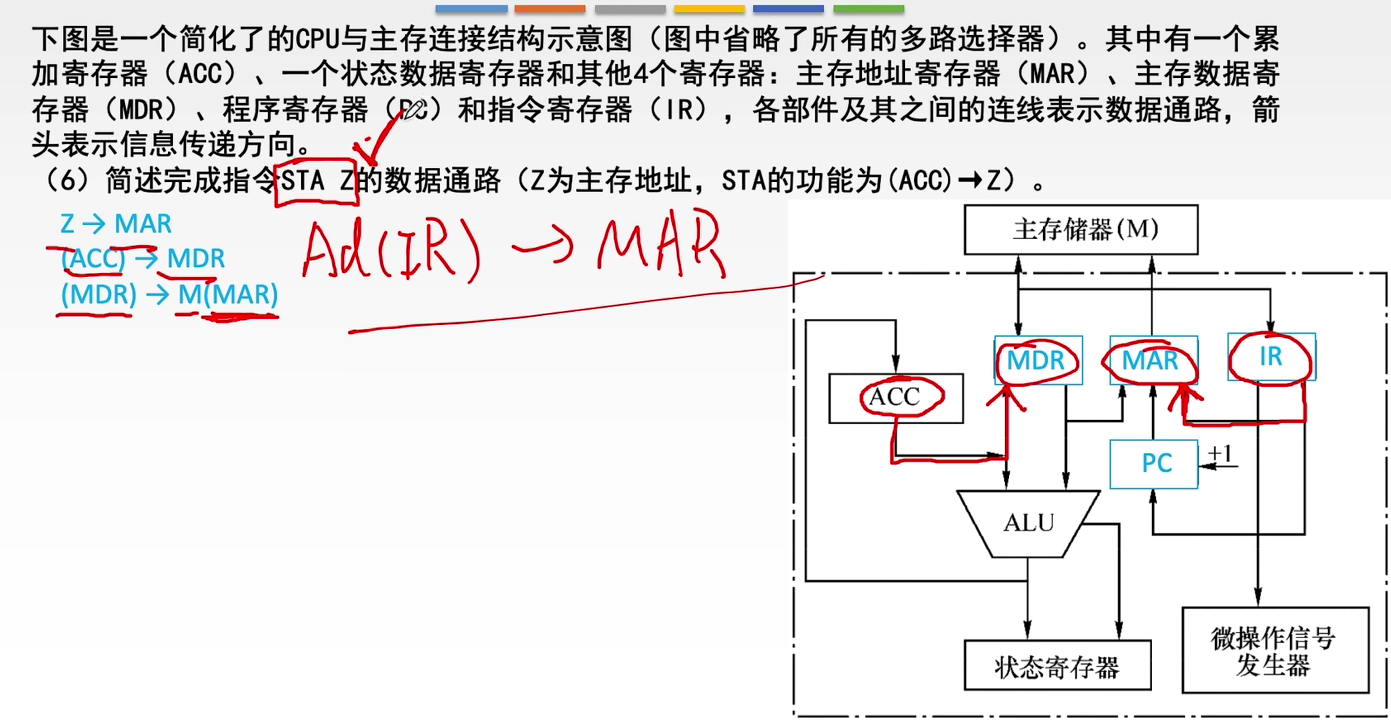 下图是一个简化了的CPU与主存连接结构示意图（图中省略了所有的多路选择器）。其中有一个累
加寄存器（ACC）、一个状态数据寄存器和其他4个寄存器：主存地址寄存器（MAR）、主存数据寄
存器（MDR）、程序寄存器（PC）和指令寄存器（IR），各部件及其之间的连线表示数据通路，箭
头表示信息传递方向。
（6）简述完成指令STA Z的数据通路（Z为主存地址，STA的功能为(ACC)→Z）。
Z → MAR
(ACC) → MDR
(MDR) → M(MAR)
Ad(IR) → MAR
主存储器(M)
MDR
MAR
IR
ACC
PC
+1
ALU
状态寄存器
微操作信号
发生器